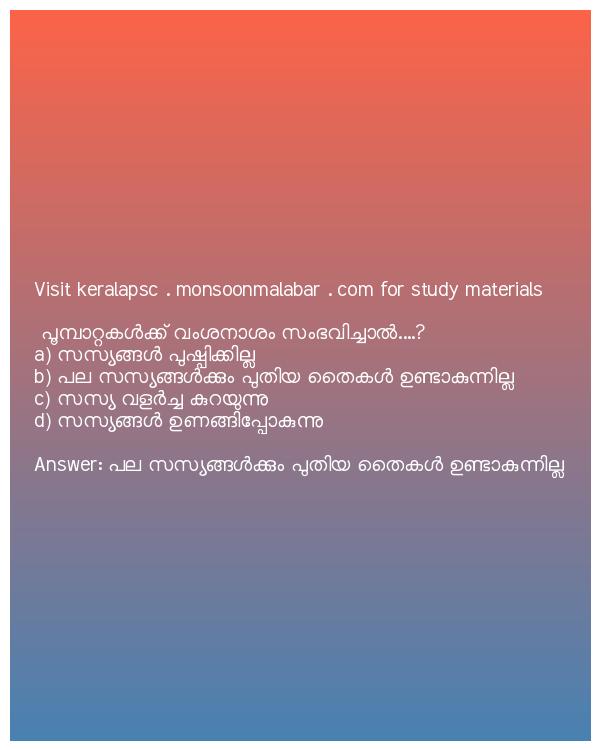 Visit keralapsc . monsoonmalabar . com for study materials
പൂമ്പാറ്റകൾക്ക് വംശനാശം സംഭവിച്ചാൽ....?
a) സസ്യങ്ങൾ പുഷ്പിക്കില്ല
b) പല സസ്യങ്ങൾക്കും പുതിയ തൈകൾ ഉണ്ടാകുന്നില്ല
c) സസ്യ വളർച്ച കുറയുന്നു
d) സസ്യങ്ങൾ ഉണങ്ങിപ്പോകുന്നു
Answer: പല സസ്യങ്ങൾക്കും പുതിയ തൈകൾ ഉണ്ടാകുന്നില്ല